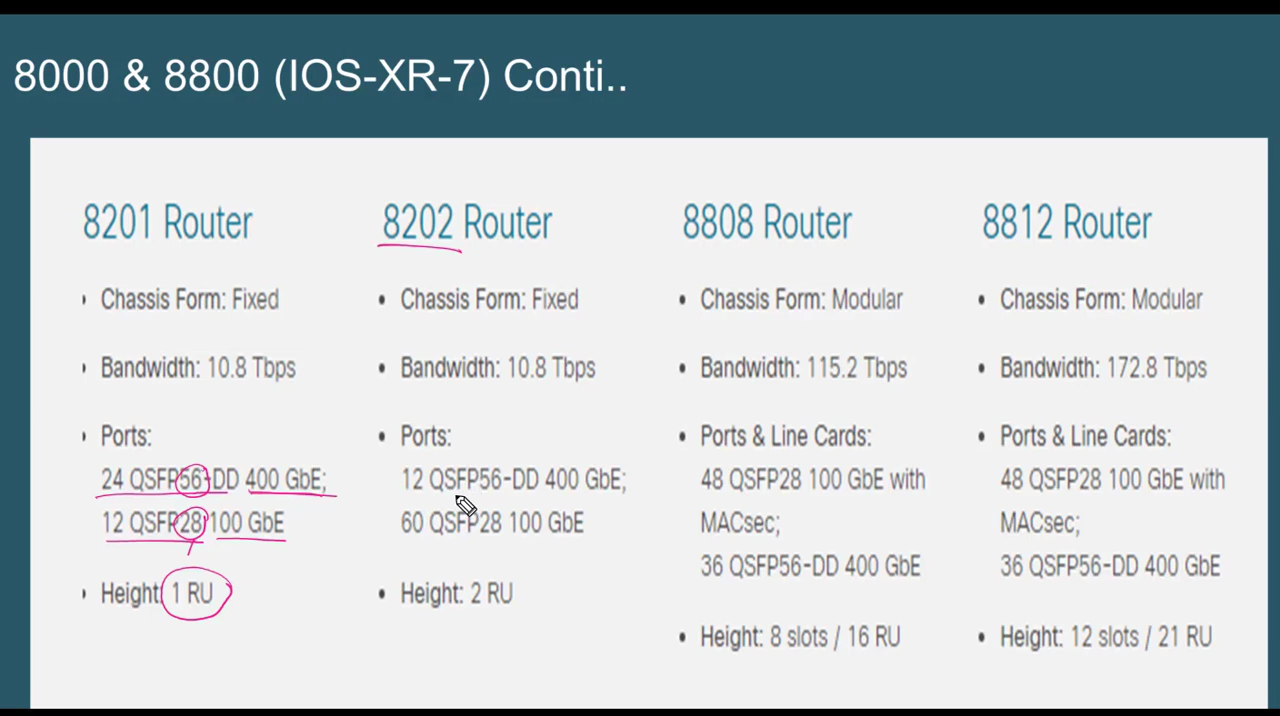 8000 & 8800 (IOS-XR-7) Conti..
8201 Router
• Chassis Form: Fixed
• Bandwidth: 10.8 Tbps
• Ports:
24 QSFP56-DD 400 GbE;
12 QSFP28 100 GbE
• Height: 1 RU
8202 Router
• Chassis Form: Fixed
• Bandwidth: 10.8 Tbps
• Ports:
12 QSFP56-DD 400 GbE;
60 QSFP28 100 GbE
• Height: 2 RU
8808 Router
• Chassis Form: Modular
• Bandwidth: 115.2 Tbps
• Ports & Line Cards:
48 QSFP28 100 GbE with
MACsec;
36 QSFP56-DD 400 GbE
• Height: 8 slots / 16 RU
8812 Router
• Chassis Form: Modular
• Bandwidth: 172.8 Tbps
• Ports & Line Cards:
48 QSFP28 100 GbE with
MACsec;
36 QSFP56-DD 400 GbE
• Height: 12 slots / 21 RU